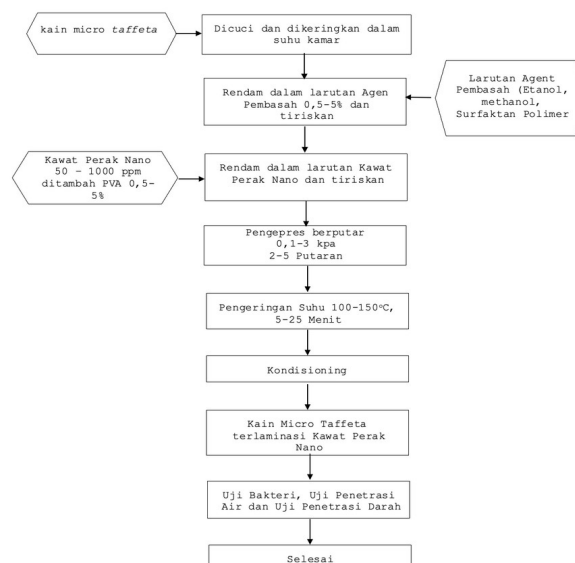 kain micro taffeta
Dicuci dan dikeringkan dalam
suhu kamar
Rendam dalam larutan Agen
Pembasah 0,5-5% dan
tiriskan
Larutan Agent
Pembasah (Etanol,
methanol,
Surfaktan Polimer
Kawat Perak Nano
50 – 1000 ppm
ditambah PVA 0,5-
5%
Rendam dalam larutan Kawat
Perak Nano dan tiriskan
Pengepres berputar
0,1-3 kpa
2-5 Putaran
Pengeringan Suhu 100-150°C,
5-25 Menit
Kondisioning
Kain Micro Taffeta
terlaminasi Kawat Perak
Nano
Uji Bakteri, Uji Penetrasi
Air dan Uji Penetrasi Darah
Selesai